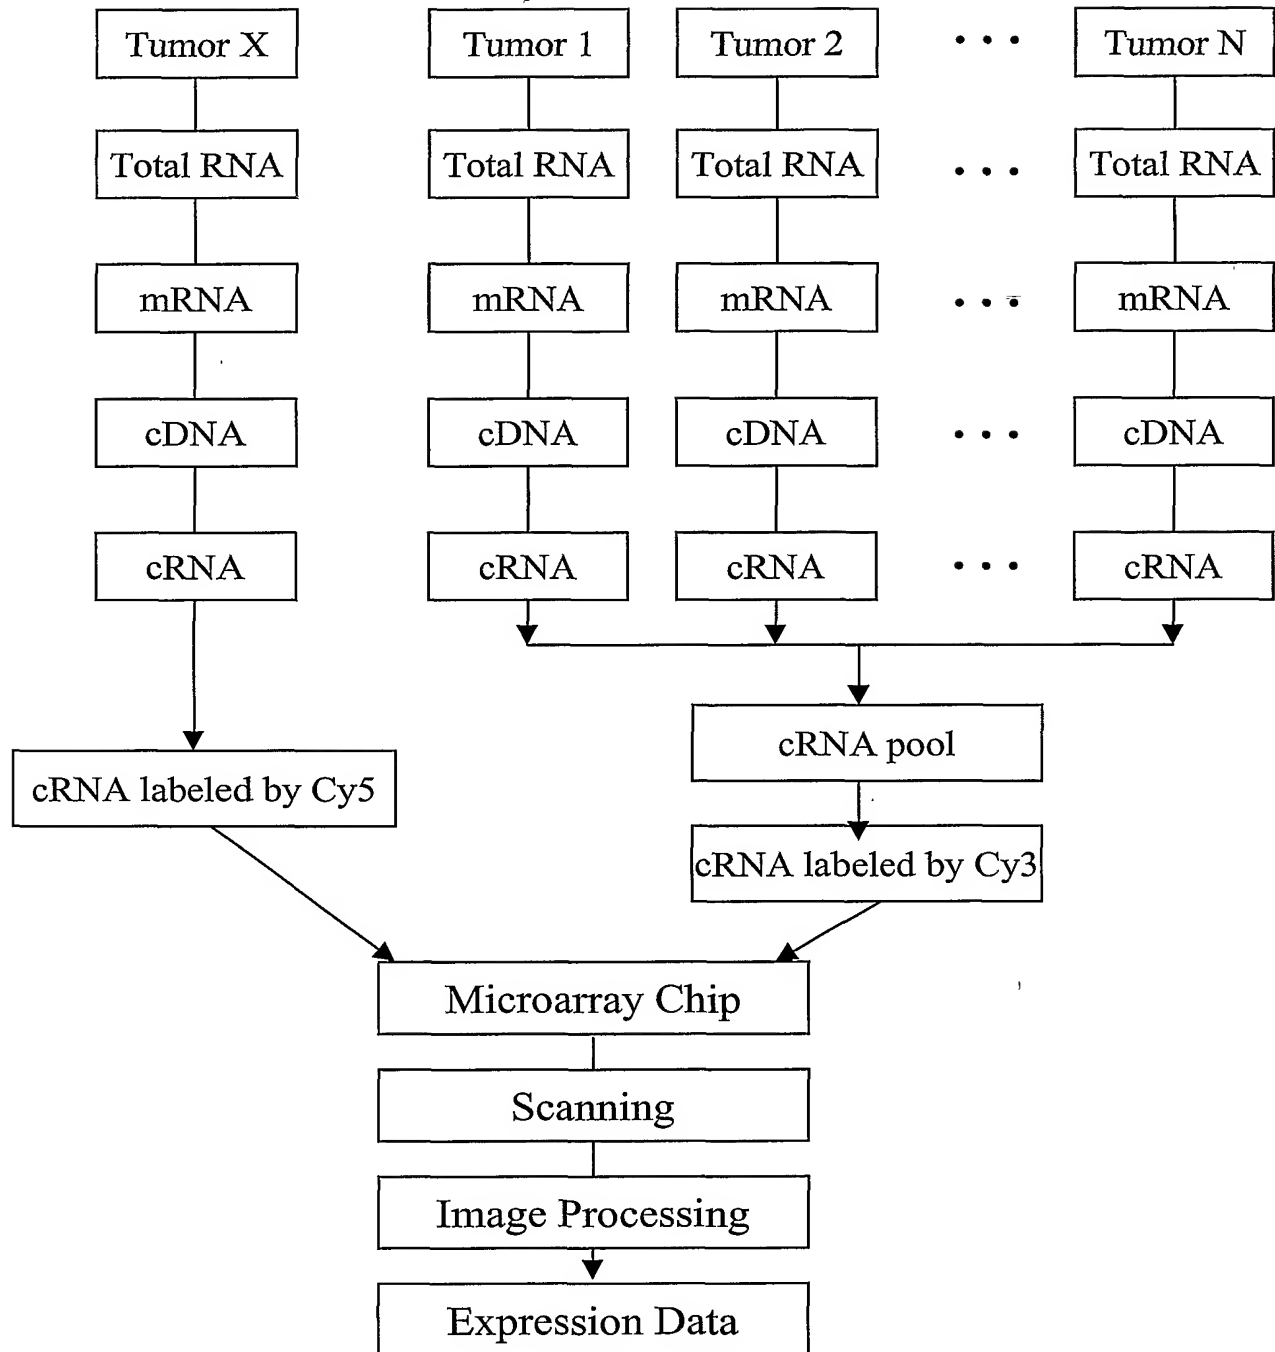 Tumor X Tumor 1 Tumor 2 • • • Tumor N
Total RNA Total RNA Total RNA • • • Total RNA
mRNA mRNA mRNA • • • mRNA
cDNA cDNA cDNA • • • cDNA
cRNA cRNA cRNA • • • cRNA
cRNA pool
cRNA labeled by Cy5
cRNA labeled by Cy3
Microarray Chip
Scanning
Image Processing
Expression Data